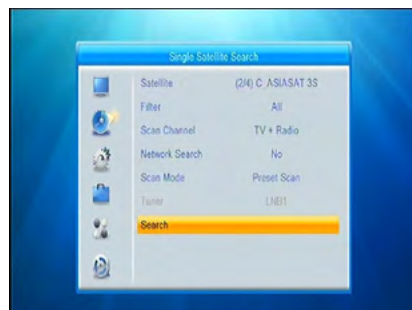 Single Satellite Search
Satellite (2/4) C_ASIASAT 3S
Filter All
Scan Channel TV + Radio
Network Search No
Scan Mode Preset Scan
Tuner LNB1
Search